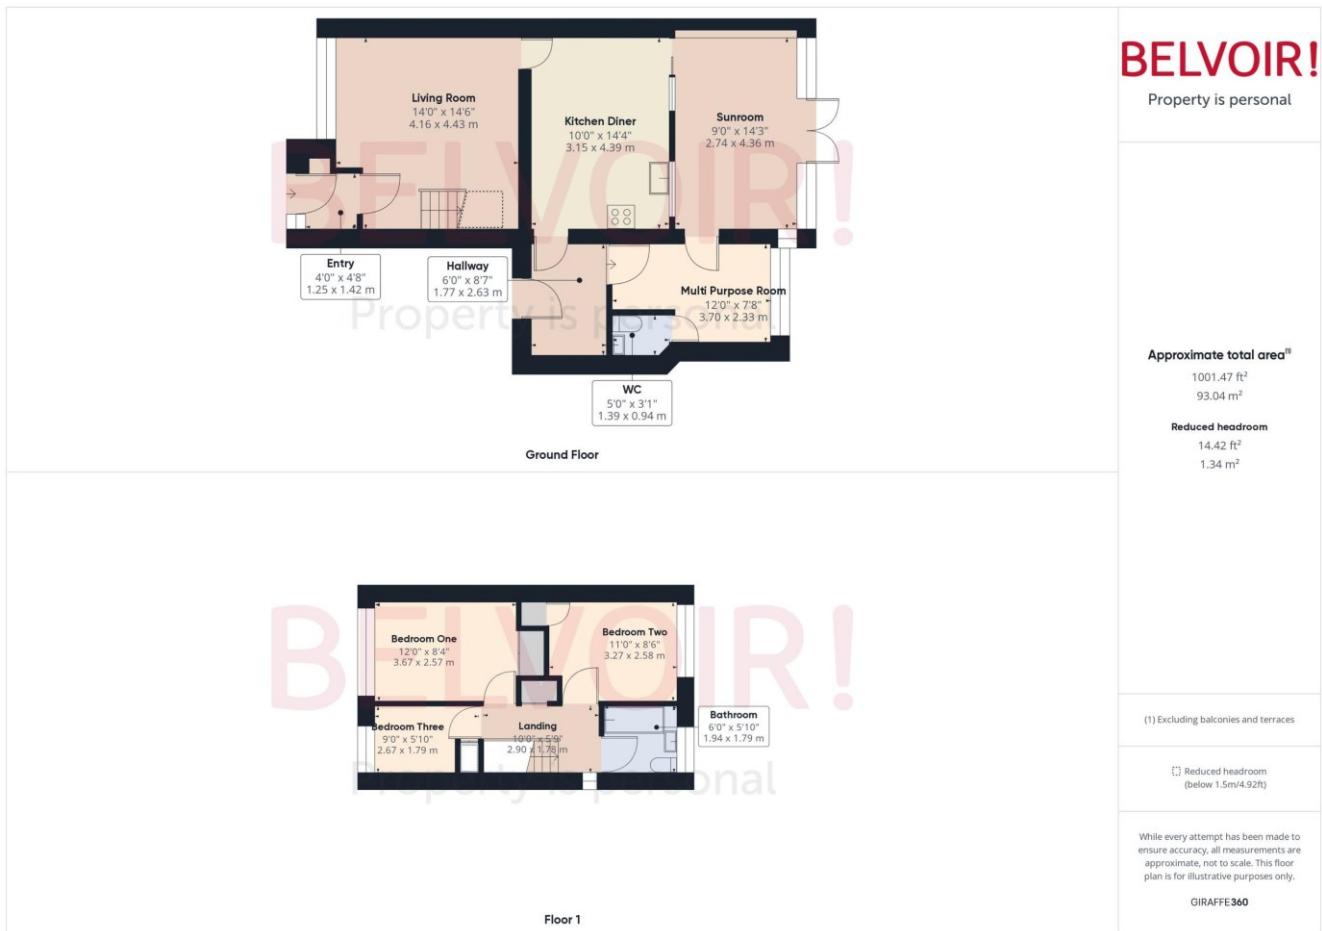 BELVOIR!
Property is personal
Living Room
14'0" x 14'6"
4.16 x 4.43 m
Kitchen Diner
10'0" x 14'4"
3.15 x 4.39 m
Sunroom
9'0" x 14'3"
2.74 x 4.36 m
BELVOIR!
Entry
4'0" x 4'8"
1.25 x 1.42 m
Hallway
6'0" x 8'7"
1.77 x 2.63 m
Multi Purpose Room
12'0" x 7'8"
3.70 x 2.33 m
Property is personal
WC
5'0" x 3'1"
1.39 x 0.94 m
Ground Floor
Approximate total area(1)
1001.47 ft²
93.04 m²
Reduced headroom
14.42 ft²
1.34 m²
BELVOIR!
Bedroom One
12'0" x 8'4"
3.67 x 2.57 m
Bedroom Two
11'0" x 8'6"
3.27 x 2.58 m
Bedroom Three
9'0" x 5'10"
2.67 x 1.79 m
Landing
10'0" x 5'9"
2.90 x 1.78 m
Bathroom
6'0" x 5'10"
1.94 x 1.79 m
Property is personal
Floor 1
(1) Excluding balconies and terraces
Reduced headroom
(below 1.5m/4.92ft)
While every attempt has been made to
ensure accuracy, all measurements are
approximate, not to scale. This floor
plan is for illustrative purposes only.
GIRAFFE360